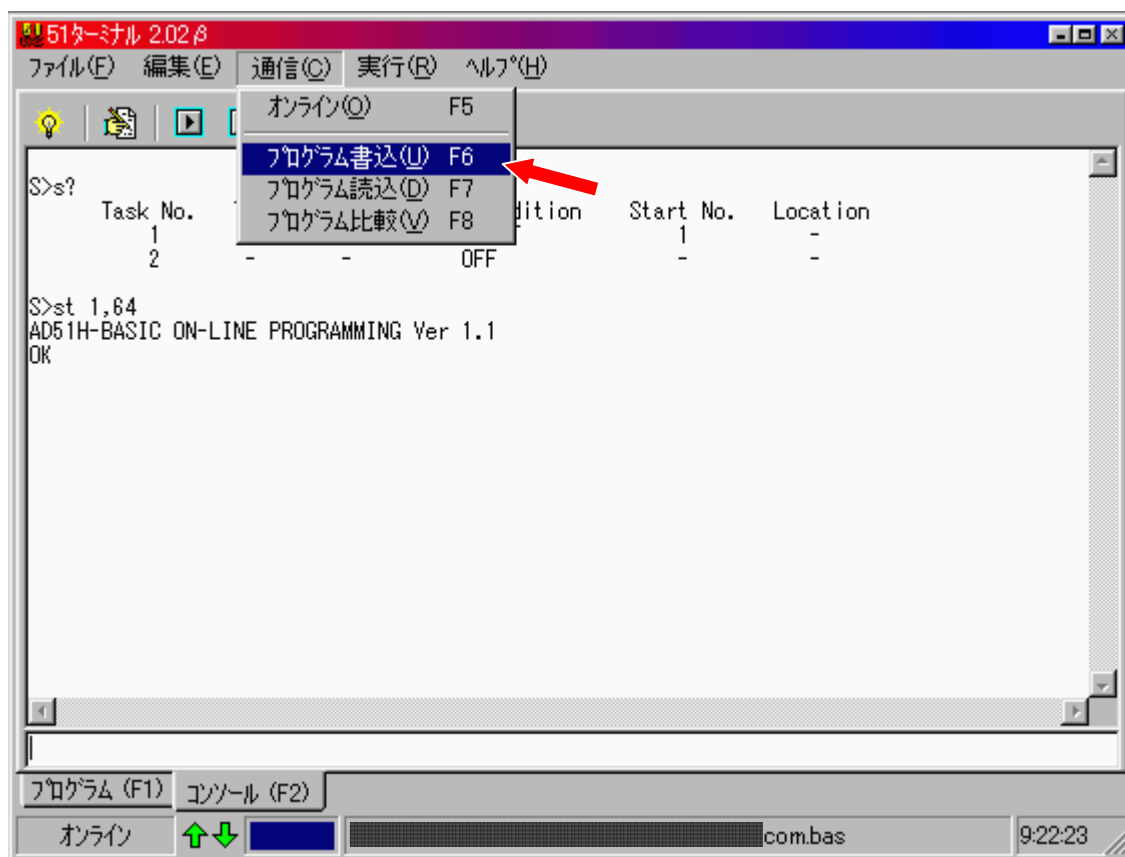 51ﾀｰﾐﾅﾙ 2.02β
ﾌｧｲﾙ(F) 編集(E) 通信(C) 実行(R) ﾍﾙﾌﾟ(H)
ｵﾝﾗｲﾝ(O) F5
ﾌﾟﾛｸﾞﾗﾑ書込(U) F6
ﾌﾟﾛｸﾞﾗﾑ読込(D) F7
ﾌﾟﾛｸﾞﾗﾑ比較(V) F8
S>s?
Task No. Start No. Location
1 1 -
2 - - OFF - -
S>st 1,64
AD51H-BASIC ON-LINE PROGRAMMING Ver 1.1
OK
ﾌﾟﾛｸﾞﾗﾑ (F1) ｺﾝｿｰﾙ (F2)
ｵﾝﾗｲﾝ com.bas 9:22:23